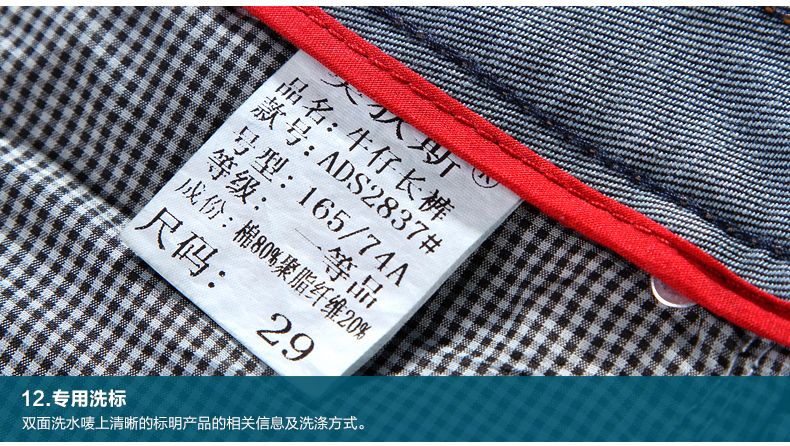 狄斯®
品名：牛仔长裤
款号：ADS2837#
号型：165/74A
等级：一等品
成份：棉80%聚脂纤维20%
尺码：29
12.专用洗标
双面洗水唛上清晰的标明产品的相关信息及洗涤方式。